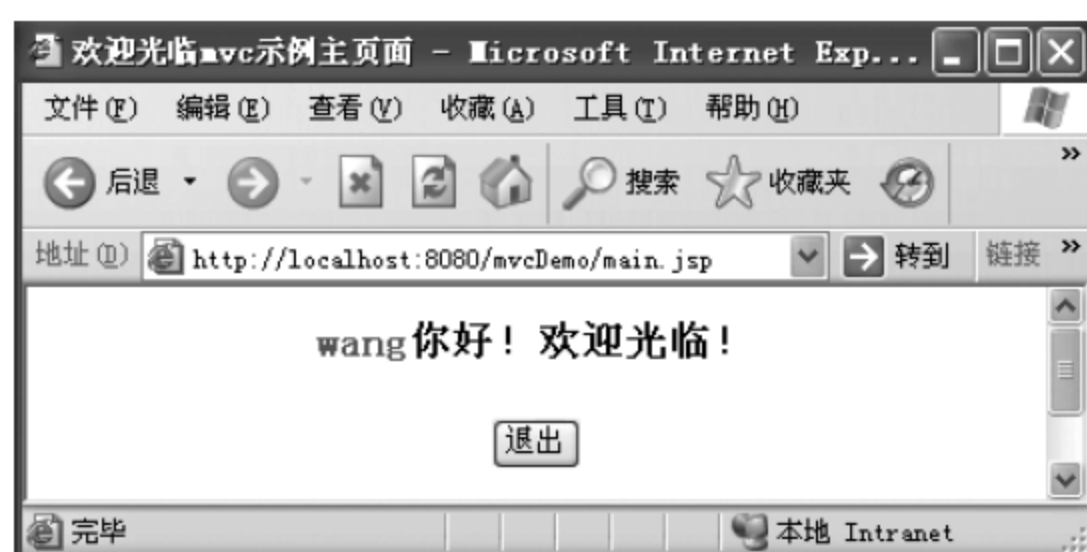 欢迎光临mvc示例主页面 - Microsoft Internet Exp...
文件(F) 编辑(E) 查看(V) 收藏(A) 工具(T) 帮助(H)
后退 搜索 收藏夹 »
地址(D) http://localhost:8080/mvcDemo/main.jsp 转到 链接 »
wang你好！欢迎光临！
退出
完毕 本地 Intranet